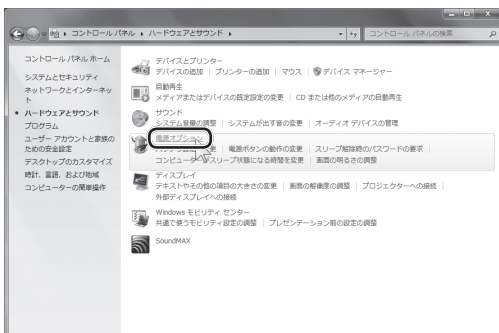 コントロール パネル ▸ ハードウェアとサウンド ▸
コントロール パネルの検索
コントロール パネル ホーム
システムとセキュリティ
ネットワークとインターネット
ハードウェアとサウンド
プログラム
ユーザー アカウントと家族のための安全設定
デスクトップのカスタマイズ
時計、言語、および地域
コンピューターの簡単操作
デバイスとプリンター
デバイスの追加 | プリンターの追加 | マウス | デバイス マネージャー
自動再生
メディアまたはデバイスの既定設定の変更 | CD または他のメディアの自動再生
サウンド
システム音量の調整 | システムが出す音の変更 | オーディオ デバイスの管理
電源オプション
更 | 電源ボタンの動作の変更 | スリープ解除時のパスワードの要求
コンピューターがスリープ状態になる時間を変更 | 画面の明るさの調整
ディスプレイ
テキストやその他の項目の大きさの変更 | 画面の解像度の調整 | プロジェクターへの接続
外部ディスプレイへの接続
Windows モビリティ センター
共通で使うモビリティ設定の調整 | プレゼンテーション前の設定の調整
SoundMAX